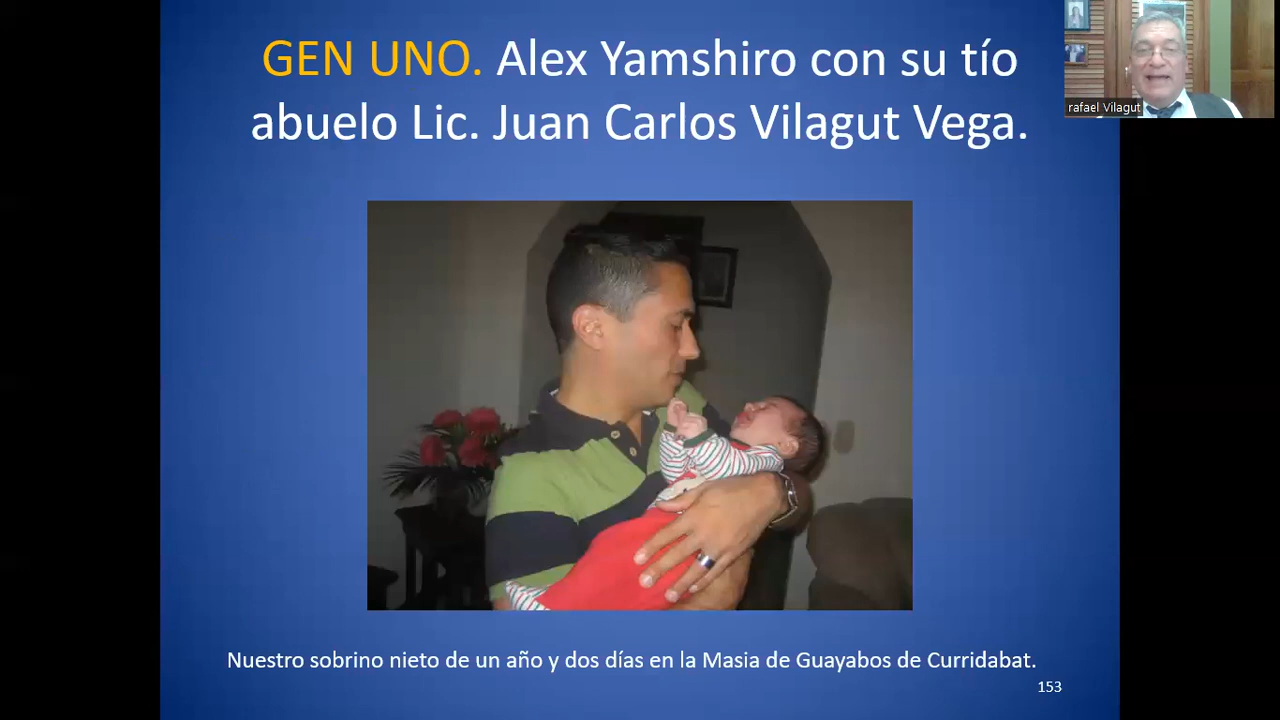 GEN UNO. Alex Yamshiro con su tío
abuelo Lic. Juan Carlos Vilagut Vega.
rafael Vilagut
Nuestro sobrino nieto de un año y dos días en la Masia de Guayabos de Curridabat.
153